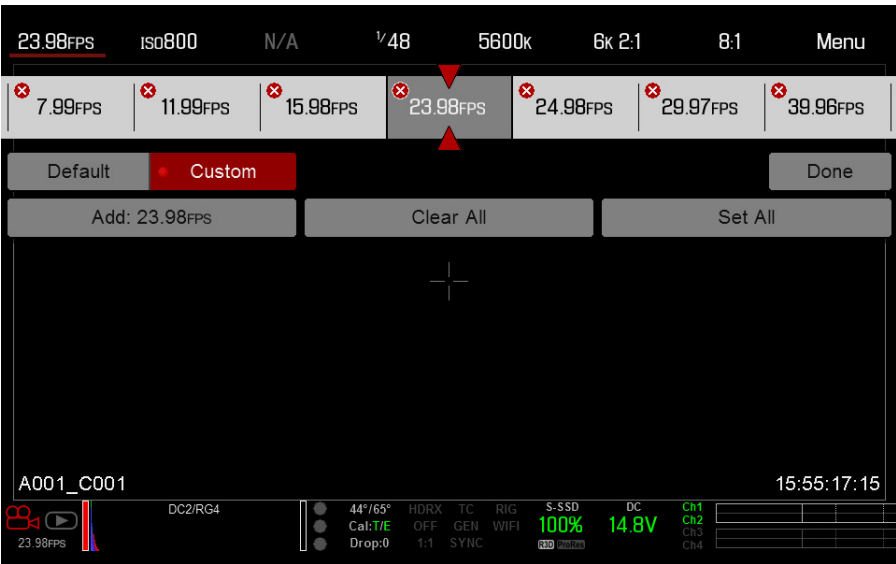 23.98FPS ISO800 N/A 1/48 5600K 6K 2:1 8:1 Menu
7.99FPS 11.99FPS 15.98FPS 23.98FPS 24.98FPS 29.97FPS 39.96FPS
Default Custom Done
Add: 23.98FPS Clear All Set All
A001_C001 15:55:17:15
DC2/RG4 44°/65° HDRX TC RIG S-SSD DC Ch1
Cal:T/E OFF GEN WIFI 100% 14.8V Ch2
Ch3
23.98FPS Drop:0 1:1 SYNC R3D ProRes Ch4